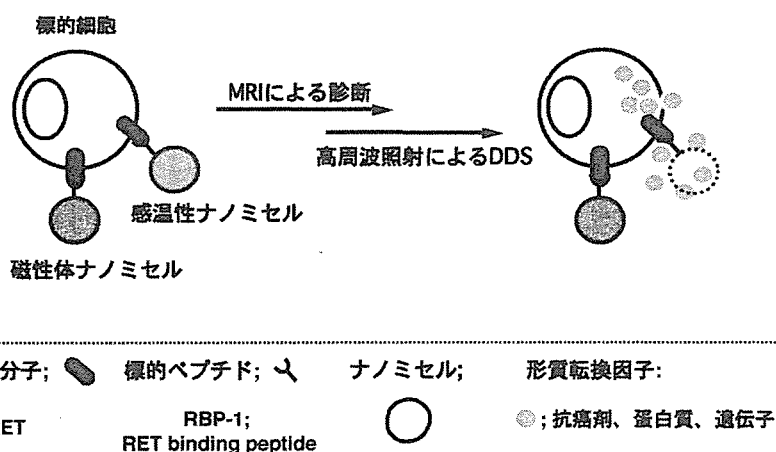 標的細胞
MRIによる診断
高周波照射によるDDS
感温性ナノミセル
磁性体ナノミセル
分子; 標的ペプチド; ナノミセル; 形質転換因子:
ET RBP-1; ; 抗癌剤、蛋白質、遺伝子
RET binding peptide